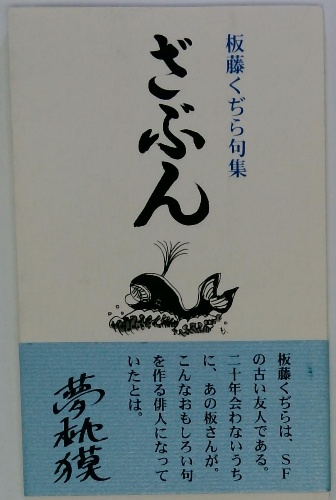 板藤くぢら句集
ざぶん
板藤くぢらは、SF
の古い友人である。
二十年会わないうち
に、あの板さんが。
こんなおもしろい句
を作る俳人になって
いたとは。
夢枕獏